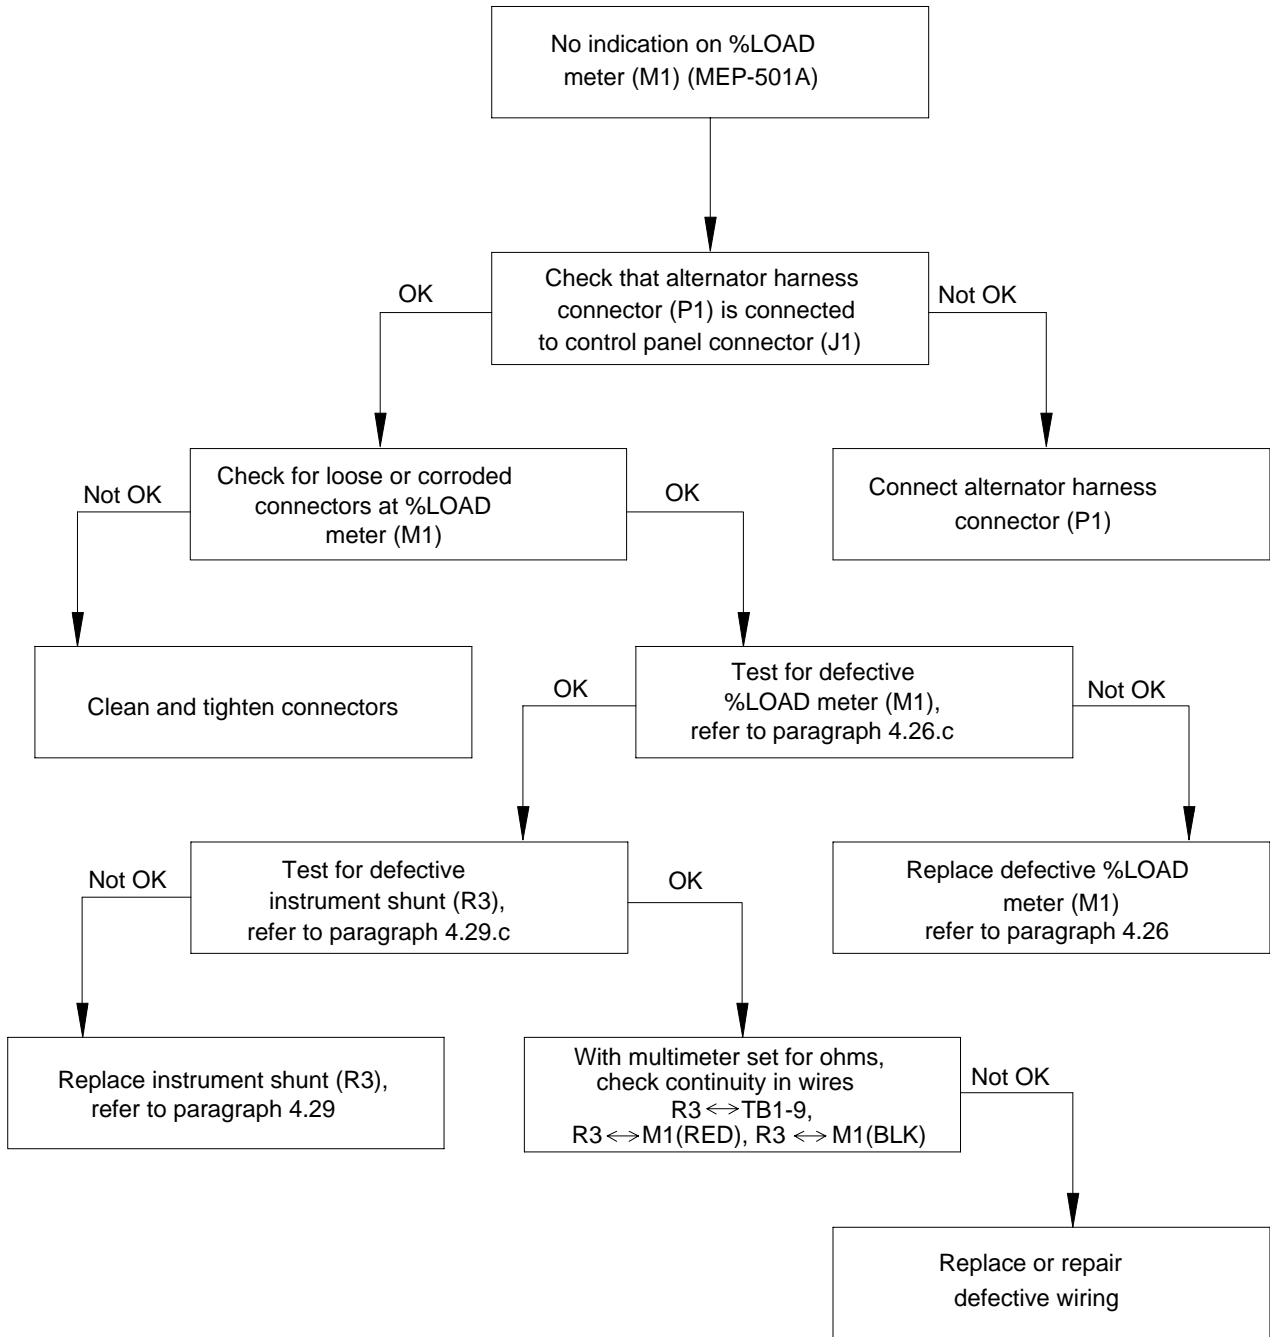 No indication on %LOAD
meter (M1) (MEP-501A)
Check that alternator harness
connector (P1) is connected
to control panel connector (J1)
OK
Not OK
Check for loose or corroded
connectors at %LOAD
meter (M1)
Not OK
OK
Connect alternator harness
connector (P1)
Clean and tighten connectors
Test for defective
%LOAD meter (M1),
refer to paragraph 4.26.c
OK
Not OK
Test for defective
instrument shunt (R3),
refer to paragraph 4.29.c
Not OK
OK
Replace defective %LOAD
meter (M1)
refer to paragraph 4.26
Replace instrument shunt (R3),
refer to paragraph 4.29
With multimeter set for ohms,
check continuity in wires
R3 ↔ TB1-9,
R3 ↔ M1(RED), R3 ↔ M1(BLK)
Not OK
Replace or repair
defective wiring